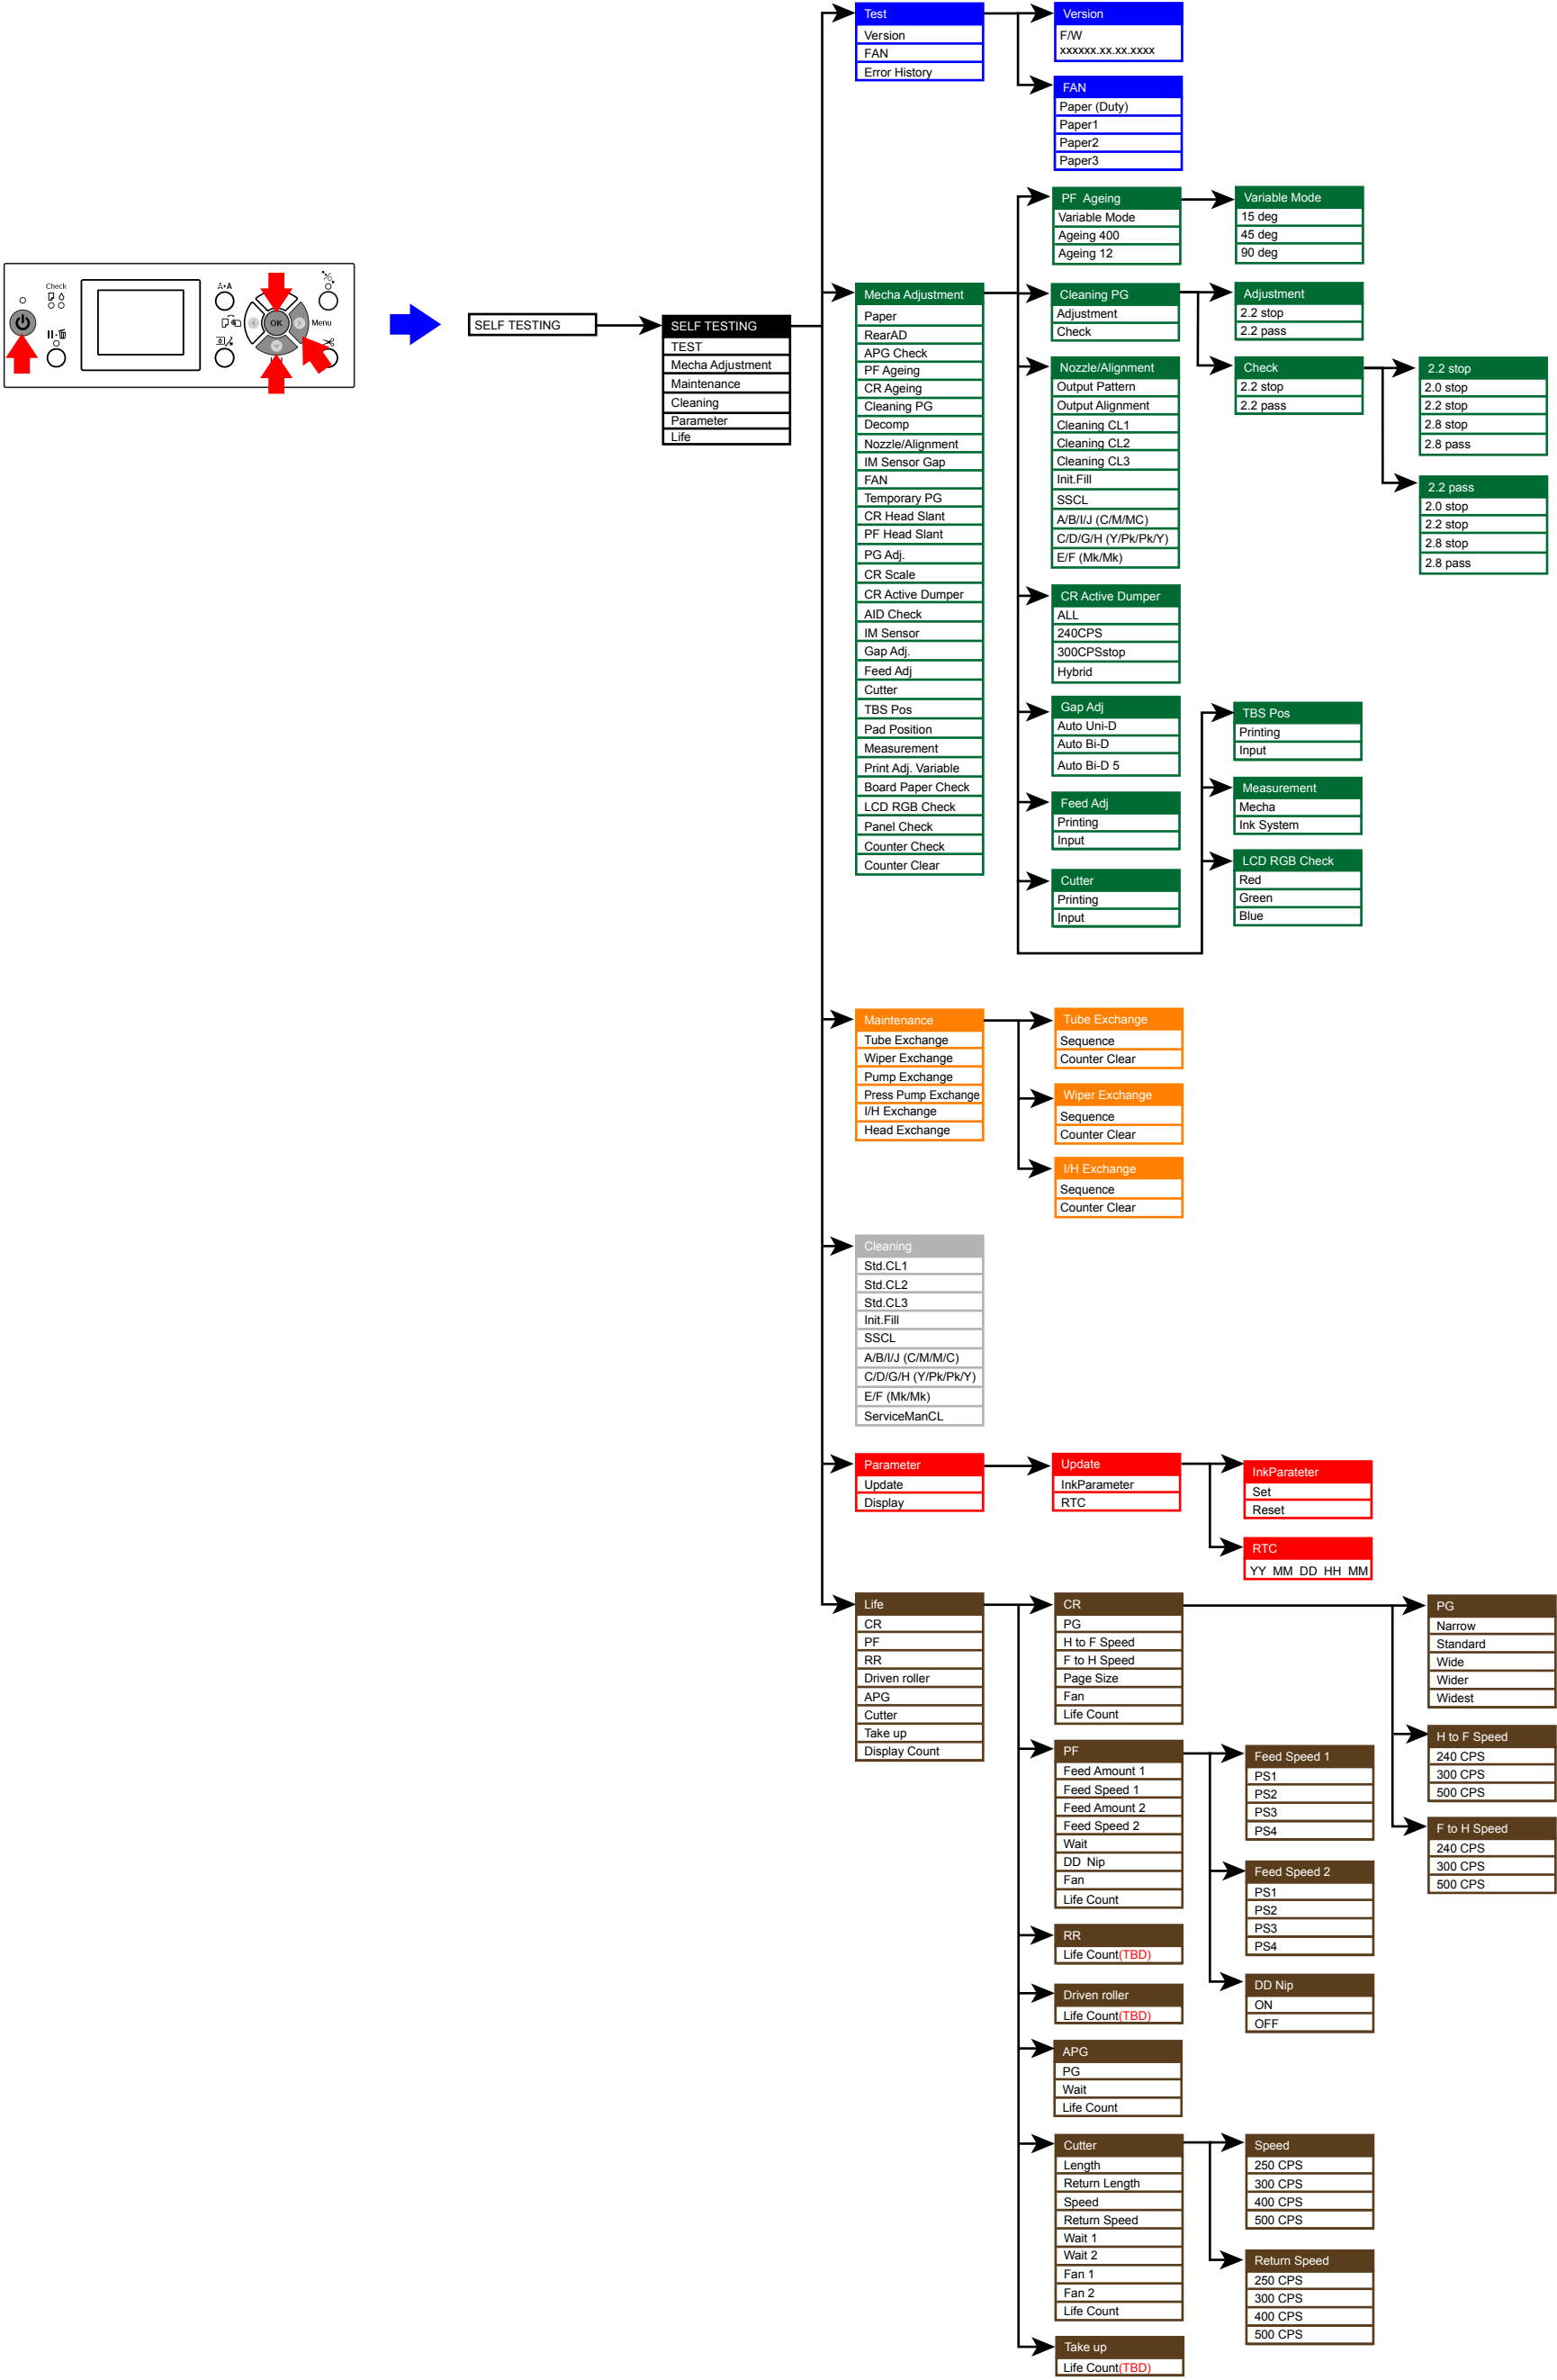 Check
A•A
OK
Menu
SELF TESTING
SELF TESTING
TEST
Mecha Adjustment
Maintenance
Cleaning
Parameter
Life
Test
Version
FAN
Error History
Version
F/W
xxxxxx.xx.xx.xxxx
FAN
Paper (Duty)
Paper1
Paper2
Paper3
Mecha Adjustment
Paper
RearAD
APG Check
PF Ageing
CR Ageing
Cleaning PG
Decomp
Nozzle/Alignment
IM Sensor Gap
FAN
Temporary PG
CR Head Slant
PF Head Slant
PG Adj.
CR Scale
CR Active Dumper
AID Check
IM Sensor
Gap Adj.
Feed Adj
Cutter
TBS Pos
Pad Position
Measurement
Print Adj. Variable
Board Paper Check
LCD RGB Check
Panel Check
Counter Check
Counter Clear
PF Ageing
Variable Mode
Ageing 400
Ageing 12
Variable Mode
15 deg
45 deg
90 deg
Cleaning PG
Adjustment
Check
Adjustment
2.2 stop
2.2 pass
Check
2.2 stop
2.2 pass
2.2 stop
2.0 stop
2.2 stop
2.8 stop
2.8 pass
2.2 pass
2.0 stop
2.2 stop
2.8 stop
2.8 pass
Nozzle/Alignment
Output Pattern
Output Alignment
Cleaning CL1
Cleaning CL2
Cleaning CL3
Init.Fill
SSCL
A/B/I/J (C/M/MC)
C/D/G/H (Y/Pk/Pk/Y)
E/F (Mk/Mk)
CR Active Dumper
ALL
240CPS
300CPSstop
Hybrid
Gap Adj
Auto Uni-D
Auto Bi-D
Auto Bi-D 5
Feed Adj
Printing
Input
Cutter
Printing
Input
TBS Pos
Printing
Input
Measurement
Mecha
Ink System
LCD RGB Check
Red
Green
Blue
Maintenance
Tube Exchange
Wiper Exchange
Pump Exchange
Press Pump Exchange
I/H Exchange
Head Exchange
Tube Exchange
Sequence
Counter Clear
Wiper Exchange
Sequence
Counter Clear
I/H Exchange
Sequence
Counter Clear
Cleaning
Std.CL1
Std.CL2
Std.CL3
Init.Fill
SSCL
A/B/I/J (C/M/M/C)
C/D/G/H (Y/Pk/Pk/Y)
E/F (Mk/Mk)
ServiceManCL
Parameter
Update
Display
Update
InkParameter
RTC
InkParateter
Set
Reset
RTC
YY MM DD HH MM
Life
CR
PF
RR
Driven roller
APG
Cutter
Take up
Display Count
CR
PG
H to F Speed
F to H Speed
Page Size
Fan
Life Count
PG
Narrow
Standard
Wide
Wider
Widest
H to F Speed
240 CPS
300 CPS
500 CPS
F to H Speed
240 CPS
300 CPS
500 CPS
PF
Feed Amount 1
Feed Speed 1
Feed Amount 2
Feed Speed 2
Wait
DD Nip
Fan
Life Count
Feed Speed 1
PS1
PS2
PS3
PS4
Feed Speed 2
PS1
PS2
PS3
PS4
DD Nip
ON
OFF
RR
Life Count(TBD)
Driven roller
Life Count(TBD)
APG
PG
Wait
Life Count
Cutter
Length
Return Length
Speed
Return Speed
Wait 1
Wait 2
Fan 1
Fan 2
Life Count
Speed
250 CPS
300 CPS
400 CPS
500 CPS
Return Speed
250 CPS
300 CPS
400 CPS
500 CPS
Take up
Life Count(TBD)